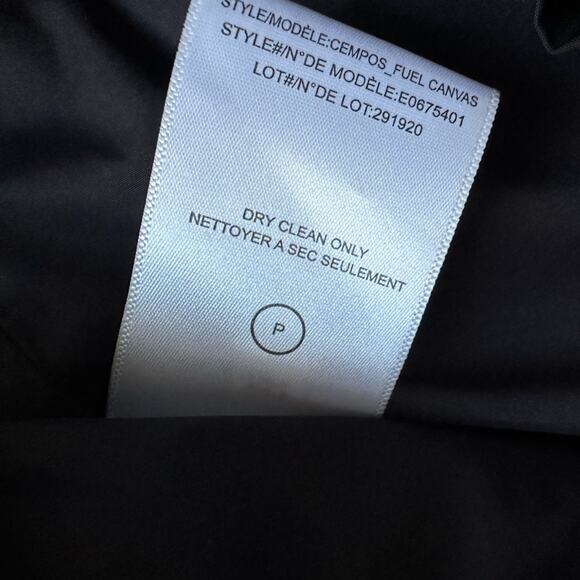 STYLE/MODÈLE:CEMPOS_FUEL CANVAS
STYLE#/N°DE MODÈLE:E0675401
LOT#/N°DE LOT:291920
DRY CLEAN ONLY
NETTOYER A SEC SEULEMENT
P